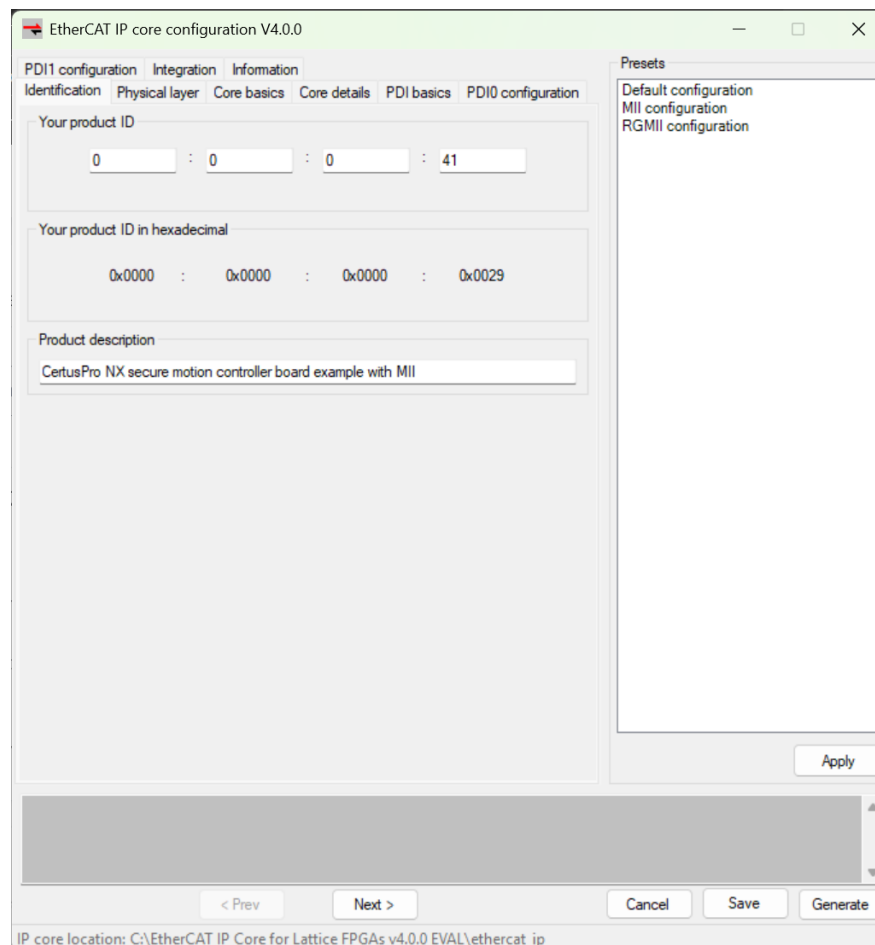 EtherCAT IP core configuration V4.0.0
PDI1 configuration Integration Information
Identification Physical layer Core basics Core details PDI basics PDI0 configuration
Your product ID
0 : 0 : 0 : 41
Your product ID in hexadecimal
0x0000 : 0x0000 : 0x0000 : 0x0029
Product description
CertusPro NX secure motion controller board example with MII
Presets
Default configuration
MII configuration
RGMII configuration
Apply
< Prev Next > Cancel Save Generate
IP core location: C:\EtherCAT IP Core for Lattice FPGAs v4.0.0 EVAL\ethercat_ip